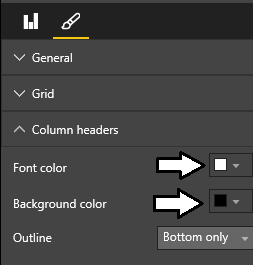 General
Grid
Column headers
Font color
Background color
Outline Bottom only